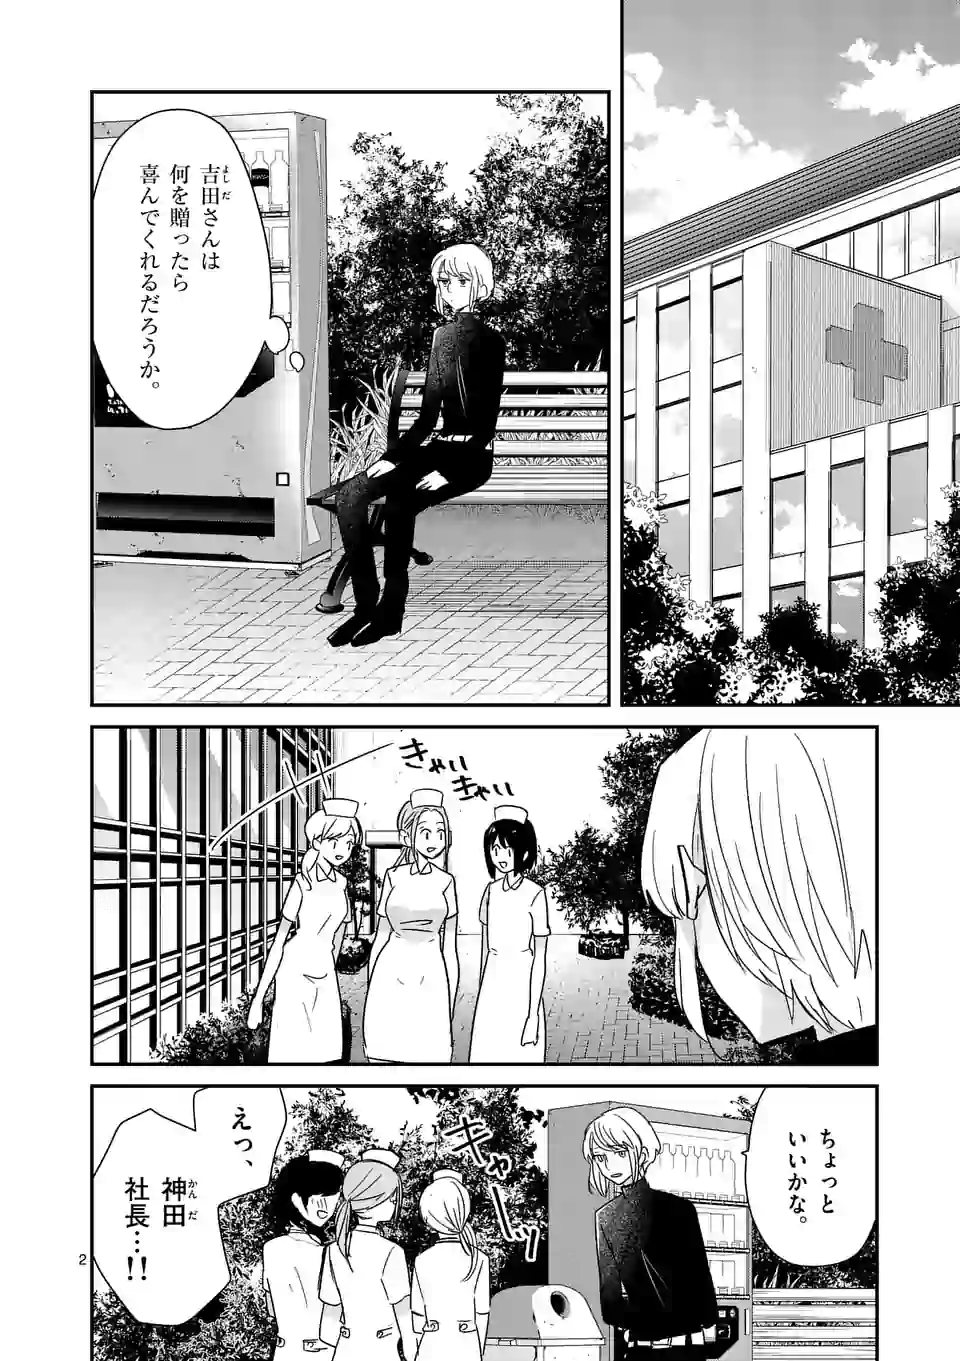 吉田さんは
何を贈ったら
喜んでくれるだろうか。
きゃいきゃい
ちょっと
いいかな。
キャーッ
えっ、
神田
社長…!!
2